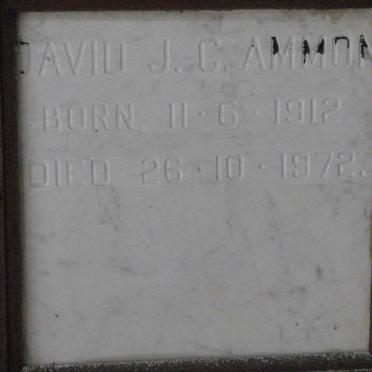 DAVID J. C. AMMON
BORN. 11·6·1912.
DIED 26·10·1972.